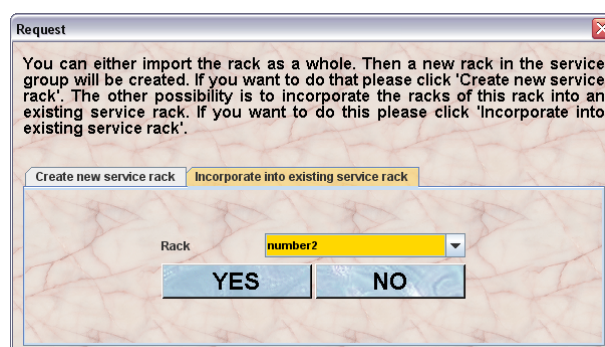 Request
You can either import the rack as a whole. Then a new rack in the service
group will be created. If you want to do that please click 'Create new service
rack'. The other possibility is to incorporate the racks of this rack into an
existing service rack. If you want to do this please click 'Incorporate into
existing service rack'.
Create new service rack Incorporate into existing service rack
Rack number2
YES NO